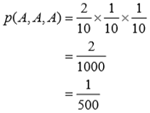 p(A, A, A) = 2/10 × 1/10 × 1/10
= 2/1000
= 1/500